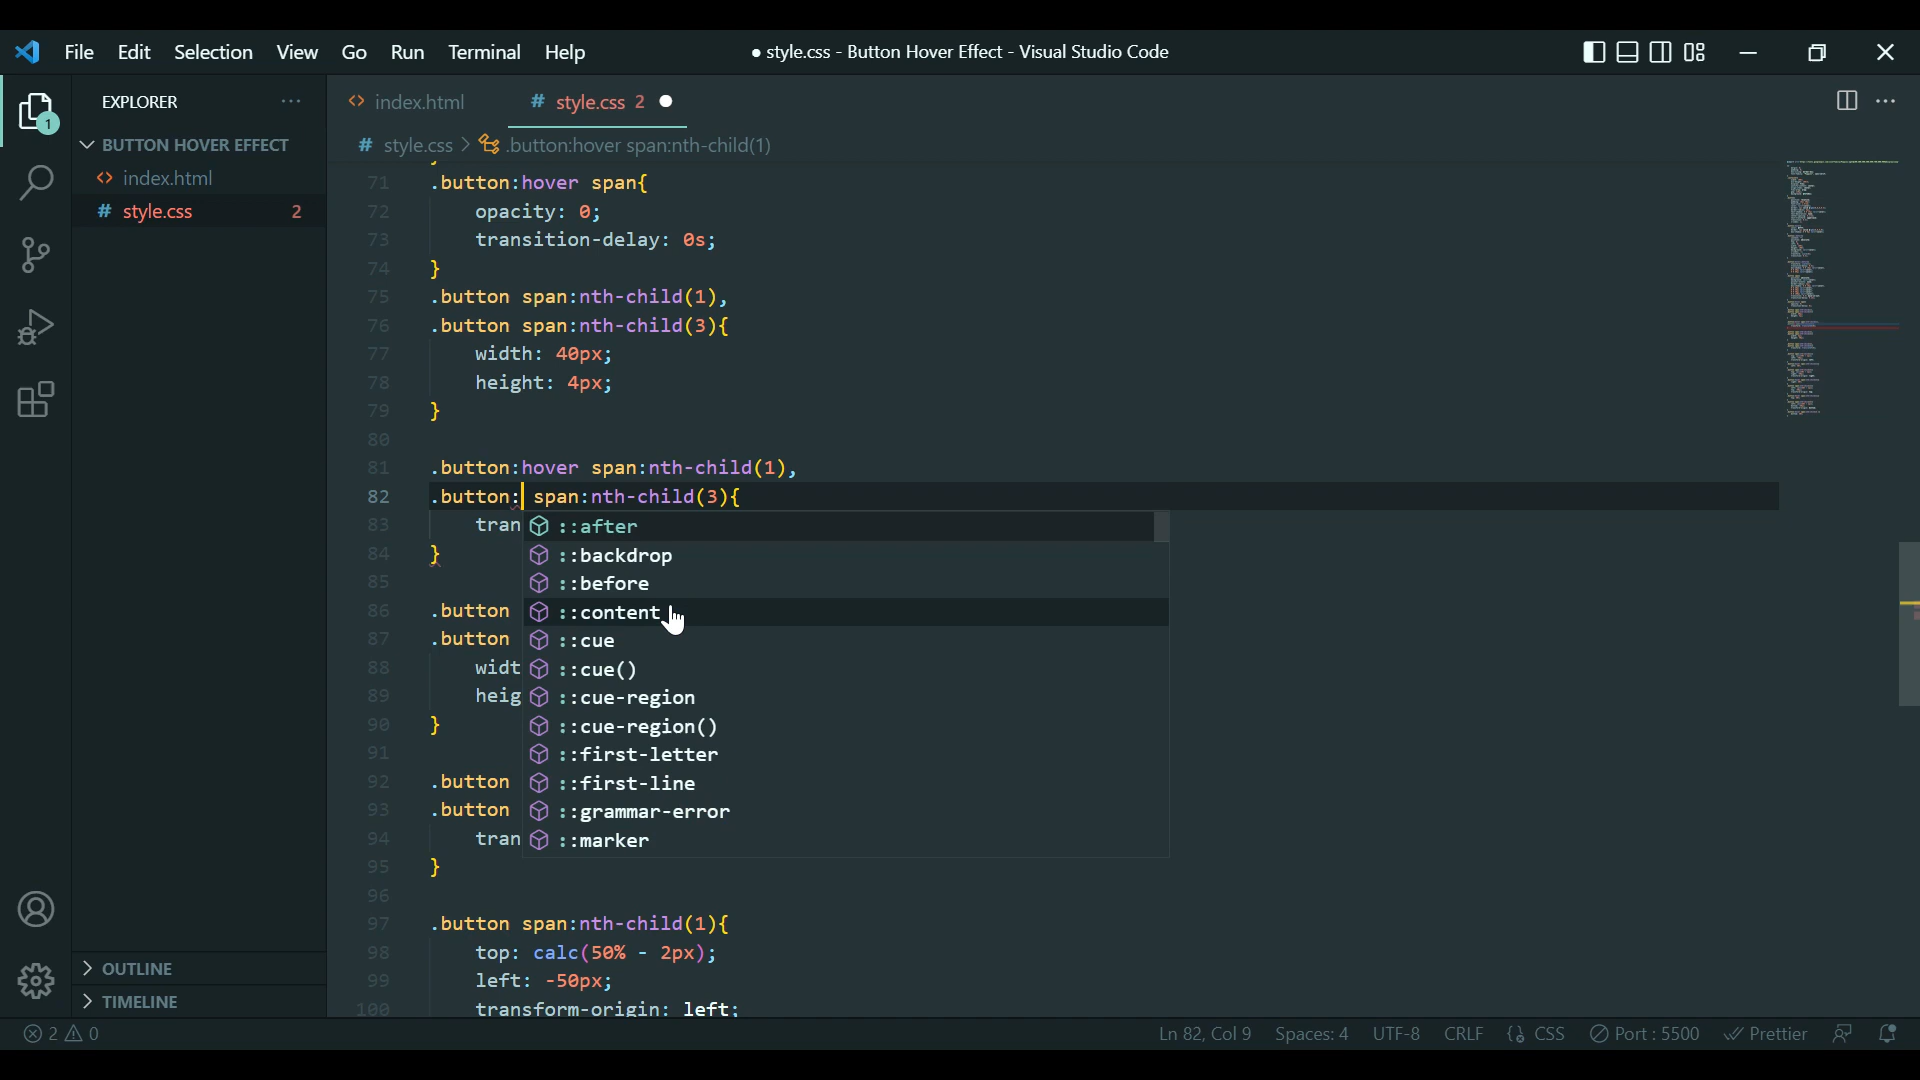 File Edit Selection View Go Run Terminal Help
● style.css - Button Hover Effect - Visual Studio Code
EXPLORER ···
1
BUTTON HOVER EFFECT
<> index.html
# style.css 2
OUTLINE
TIMELINE
<> index.html # style.css 2 ●
# style.css > .button:hover span:nth-child(1)
71 .button:hover span{
72 opacity: 0;
73 transition-delay: 0s;
74 }
75 .button span:nth-child(1),
76 .button span:nth-child(3){
77 width: 40px;
78 height: 4px;
79 }
80
81 .button:hover span:nth-child(1),
82 .button: span:nth-child(3){
83 tran
84 }
85
86 .button
87 .button
88 widt
89 heig
90 }
91
92 .button
93 .button
94 tran
95 }
96
97 .button span:nth-child(1){
98 top: calc(50% - 2px);
99 left: -50px;
100 transform-origin: left;
::after
::backdrop
::before
::content
::cue
::cue()
::cue-region
::cue-region()
::first-letter
::first-line
::grammar-error
::marker
2 0
Ln 82, Col 9 Spaces: 4 UTF-8 CRLF {} CSS Port : 5500 Prettier